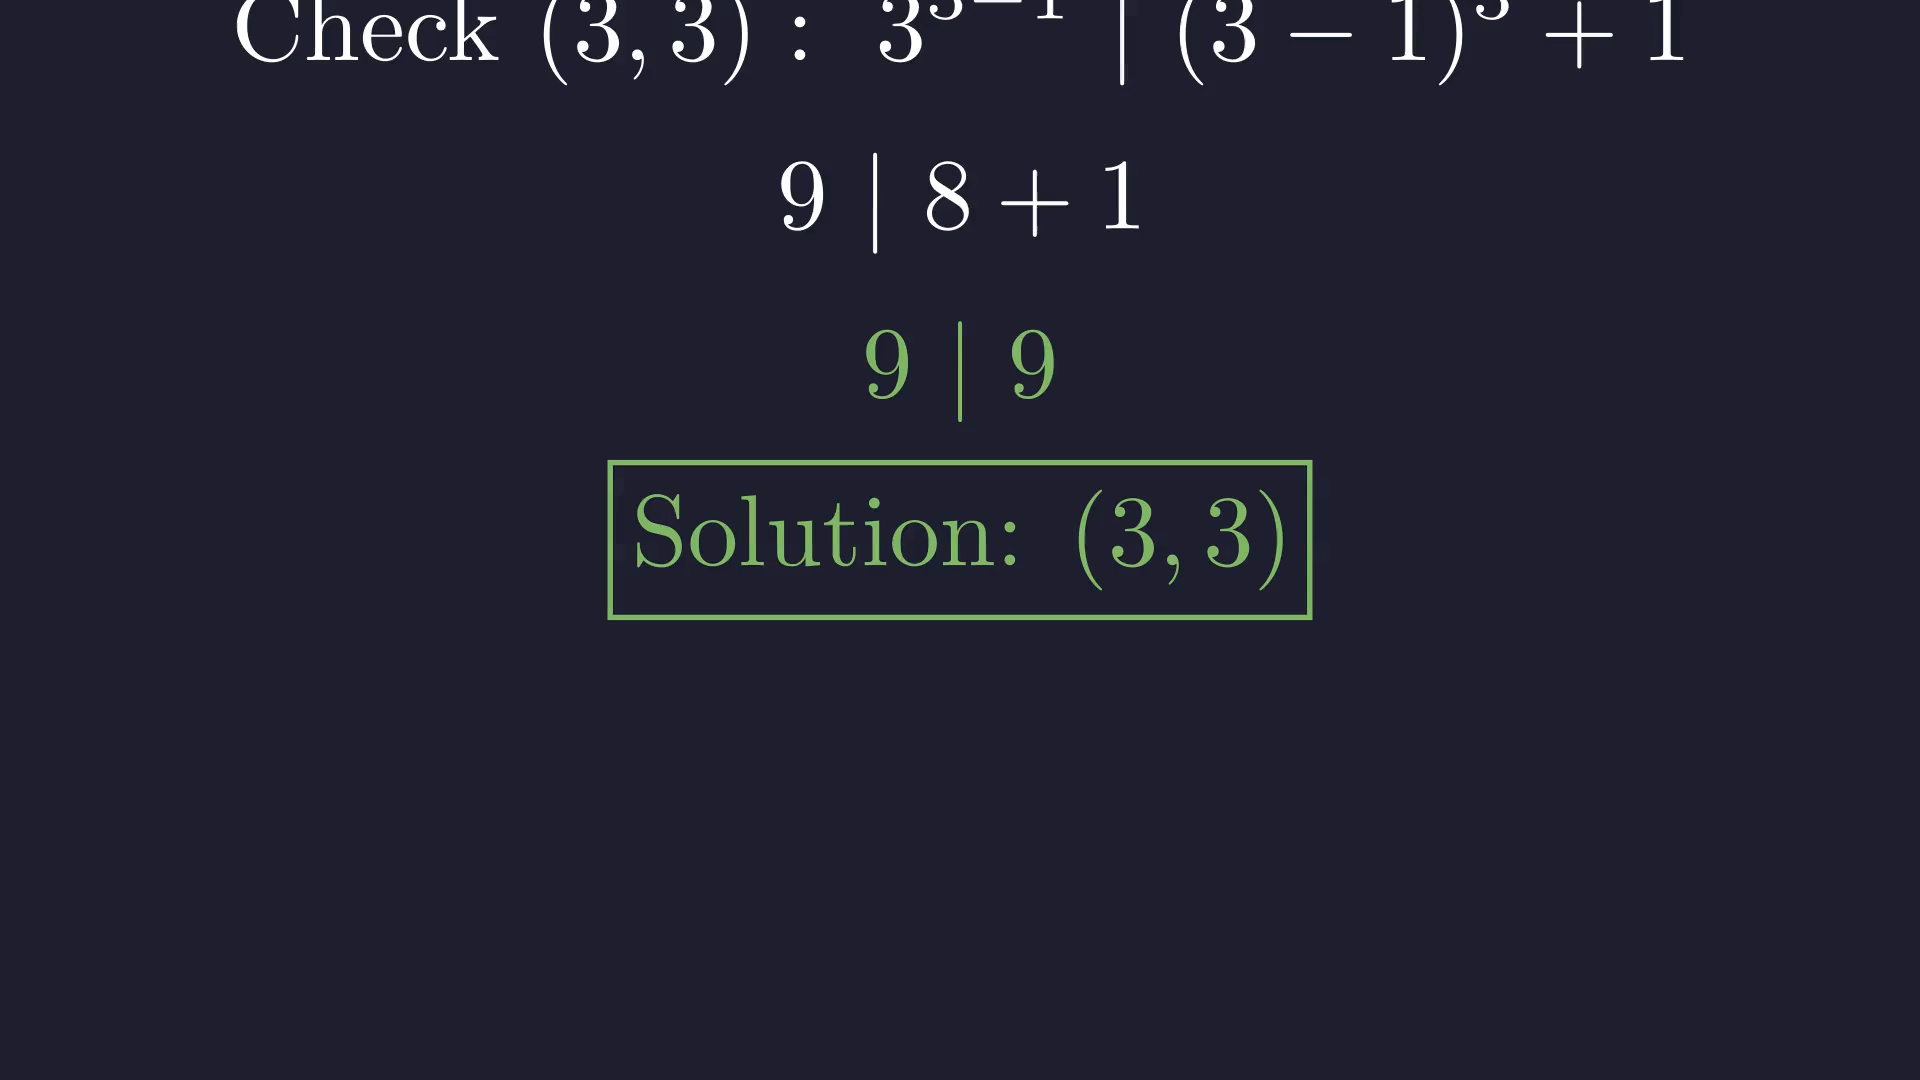 Check (3, 3) : 3^{3−1} | (3 − 1)^3 + 1
9 | 8 + 1
9 | 9
Solution: (3, 3)